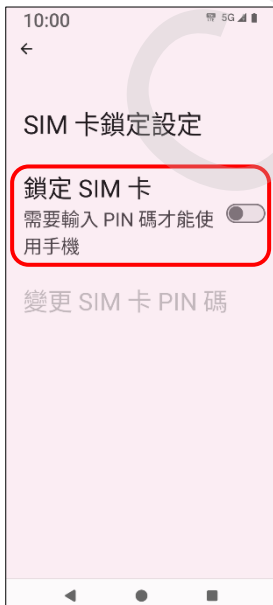 10:00 5G
SIM 卡鎖定設定
鎖定 SIM 卡
需要輸入 PIN 碼才能使
用手機
變更 SIM 卡 PIN 碼